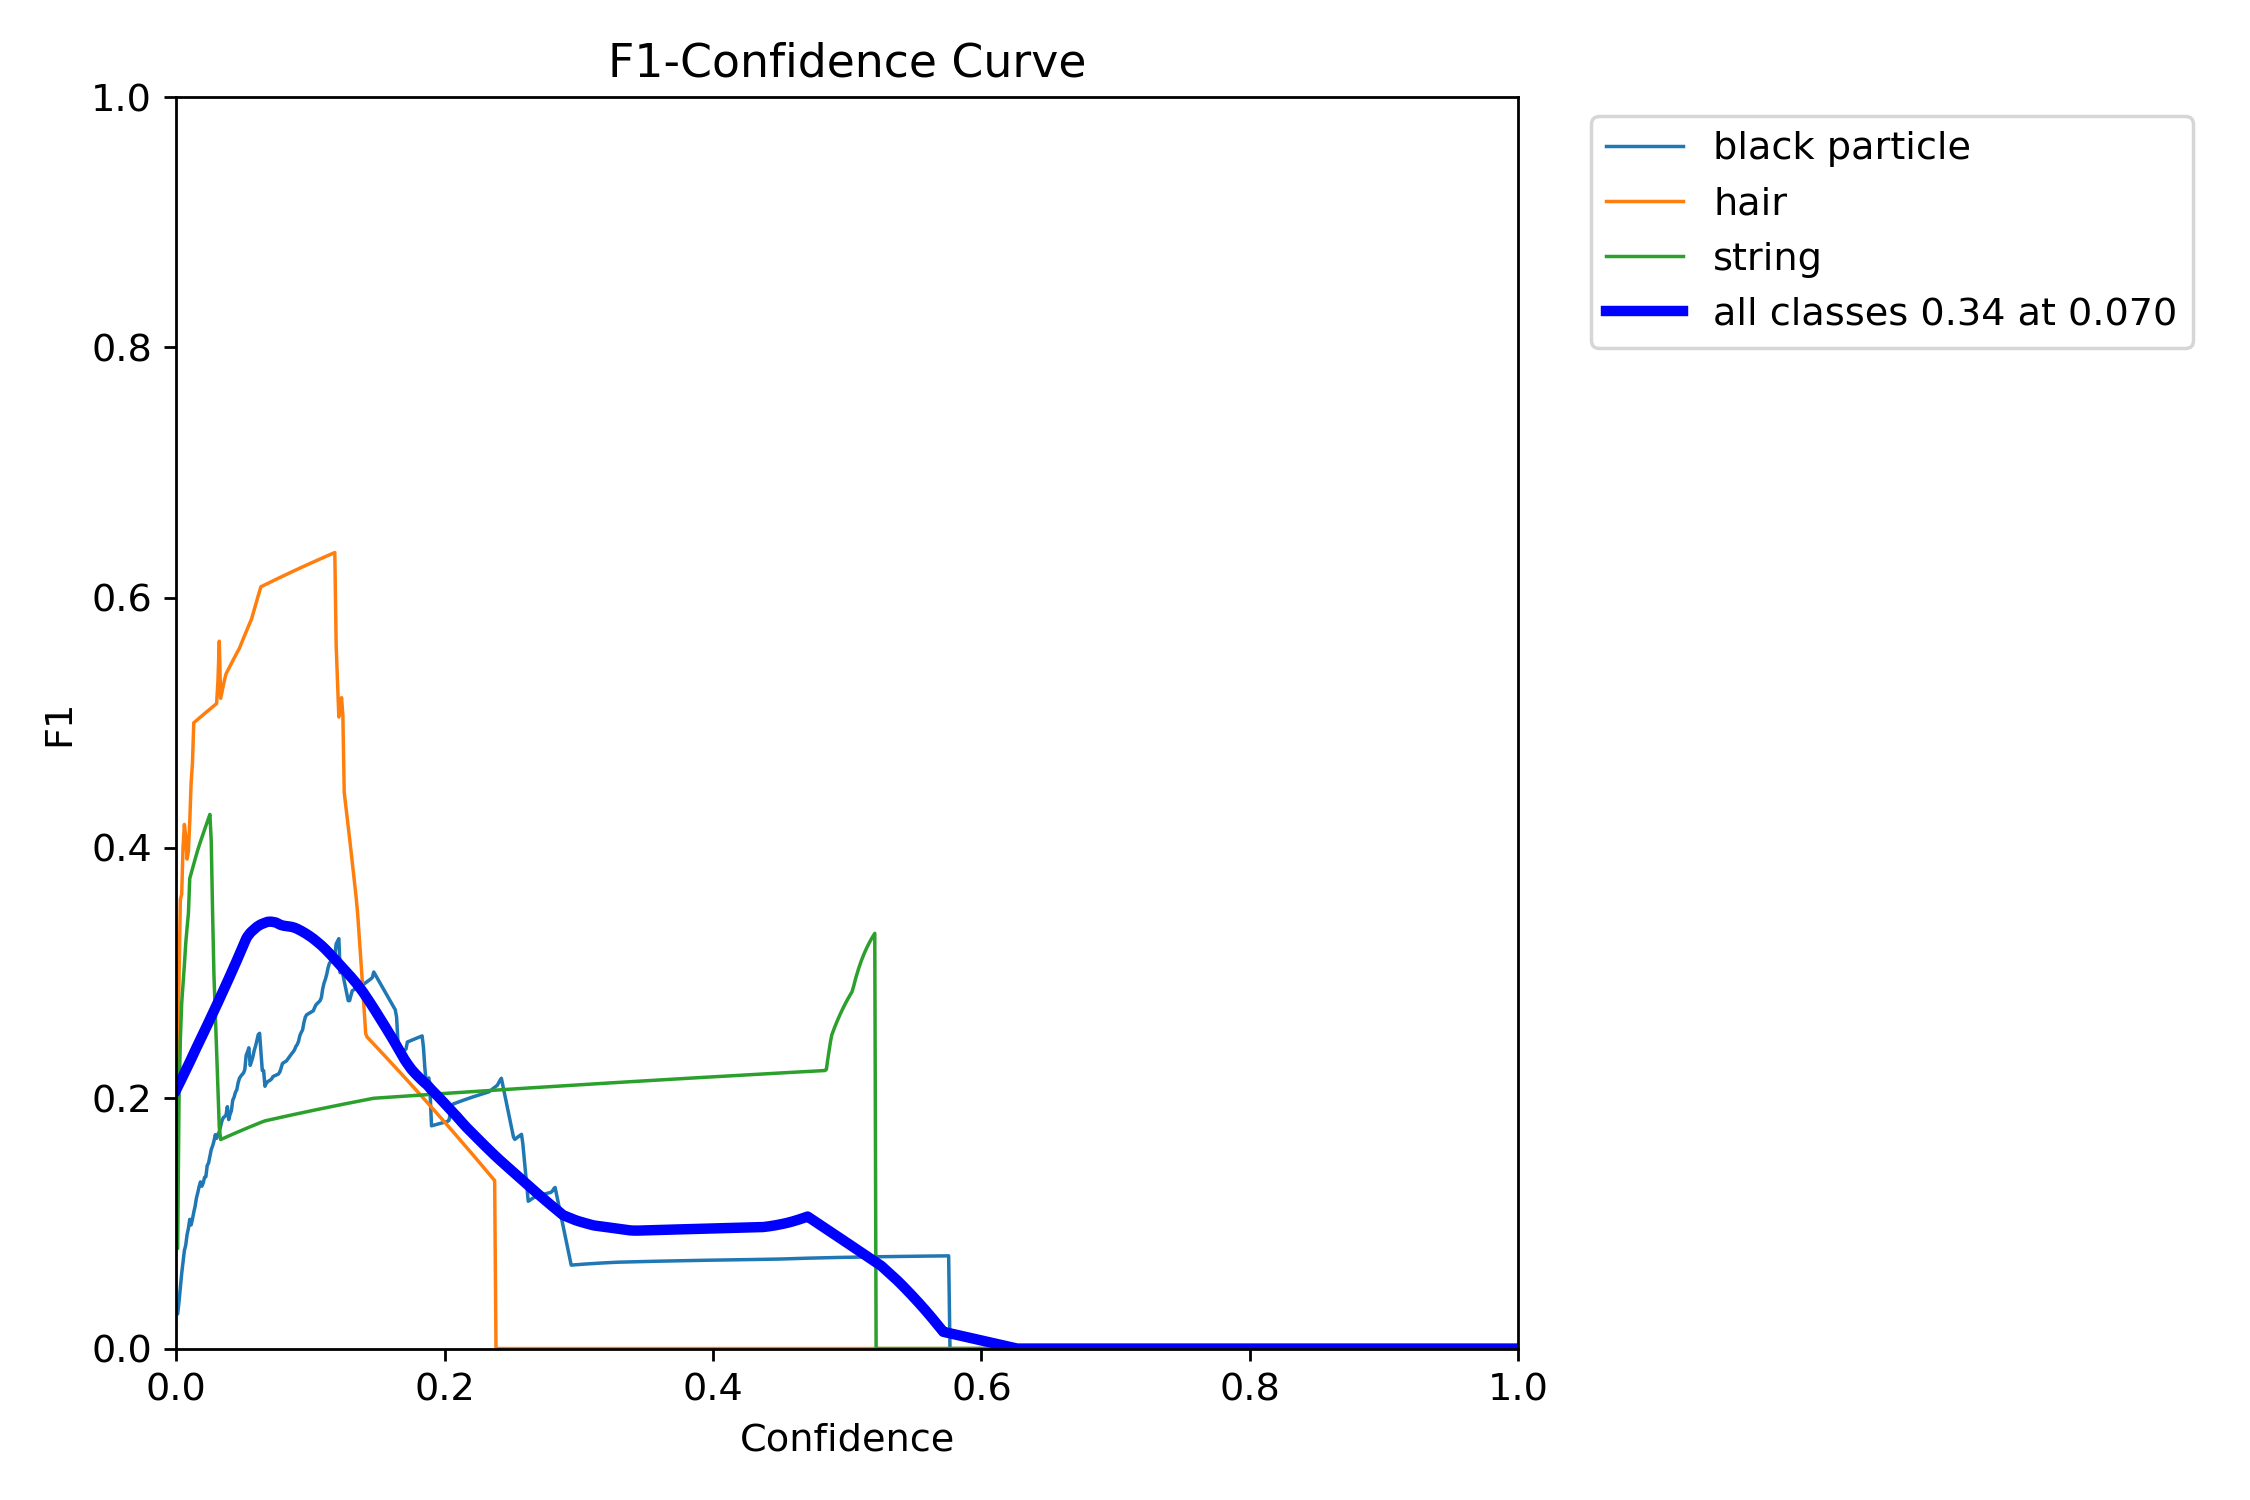 F1-Confidence Curve
1.0
0.8
0.6
0.4
0.2
0.0
F1
0.0 0.2 0.4 0.6 0.8 1.0
Confidence
black particle
hair
string
all classes 0.34 at 0.070